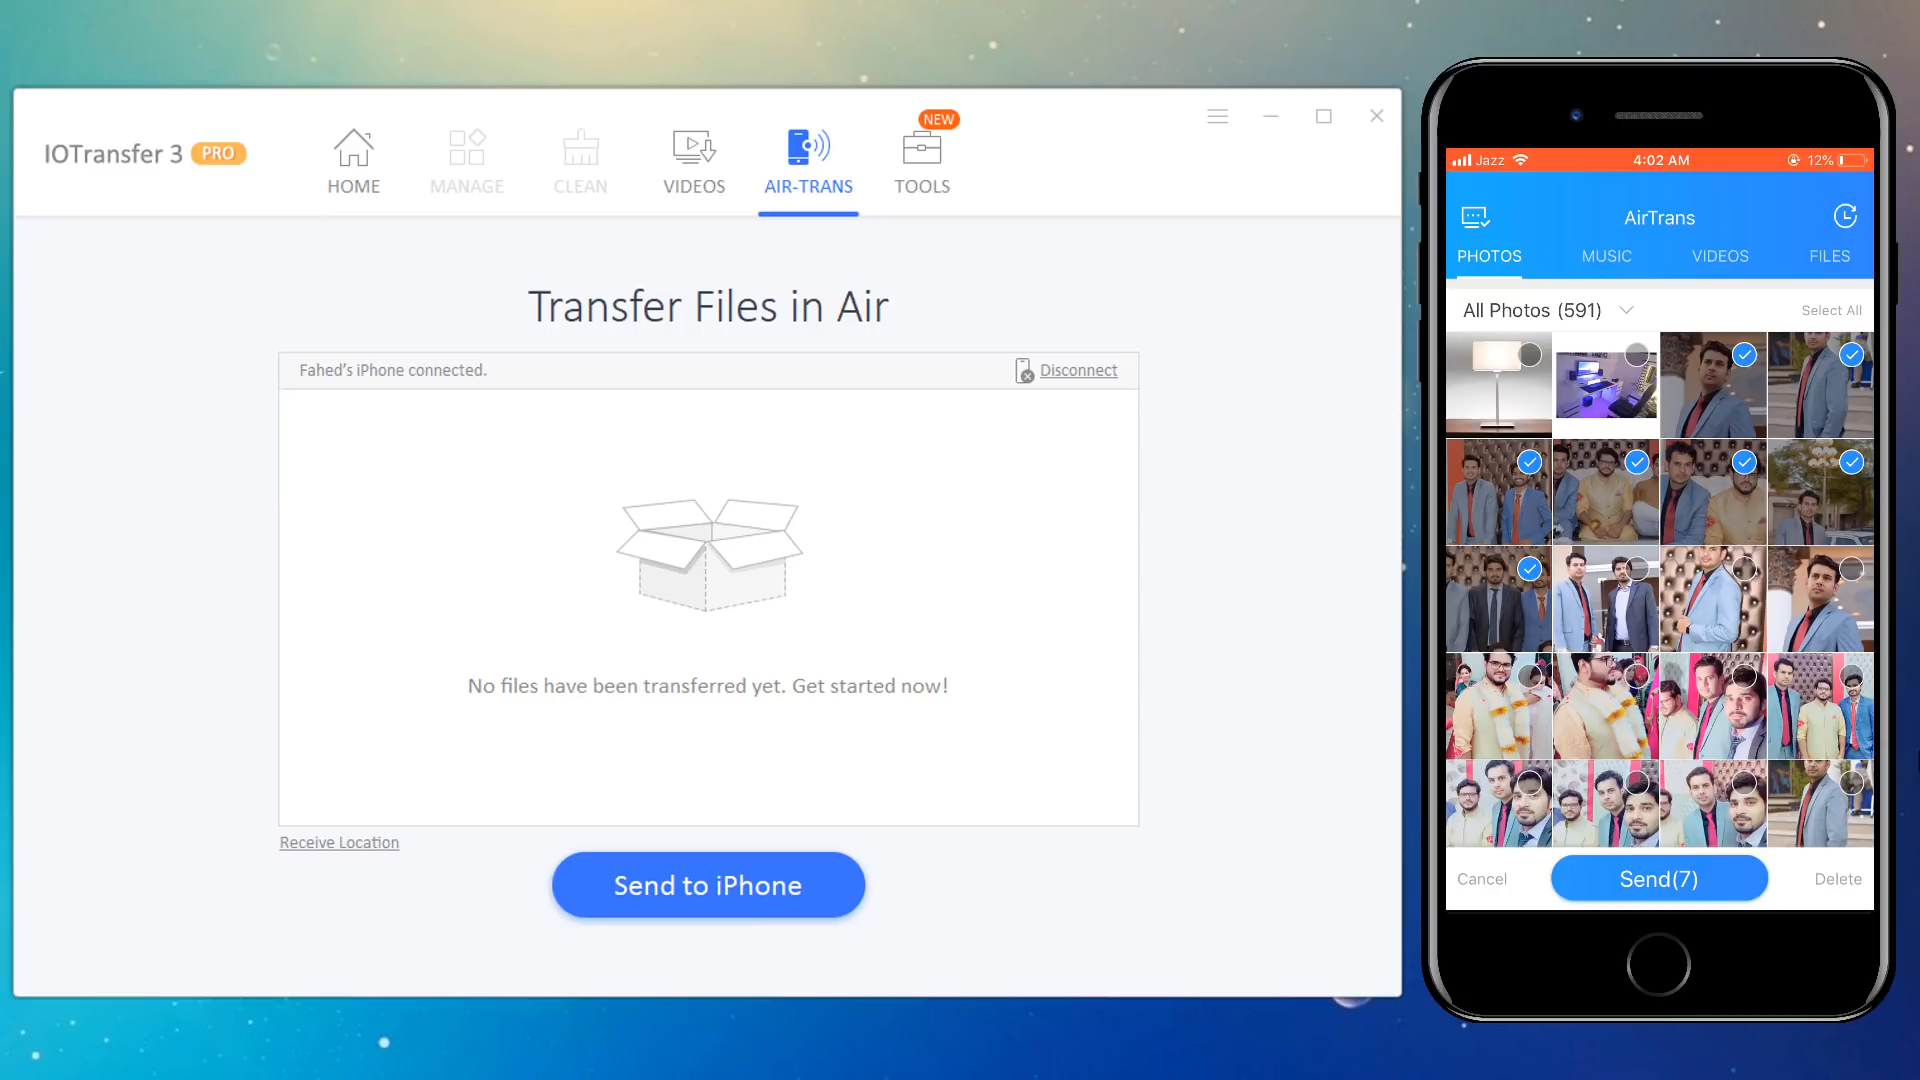 IOTransfer 3 PRO
HOME
MANAGE
CLEAN
VIDEOS
AIR-TRANS
NEW
TOOLS
Transfer Files in Air
Fahed's iPhone connected.
Disconnect
No files have been transferred yet. Get started now!
Receive Location
Send to iPhone
Jazz
4:02 AM
12%
AirTrans
PHOTOS
MUSIC
VIDEOS
FILES
All Photos (591)
Select All
Cancel
Send(7)
Delete